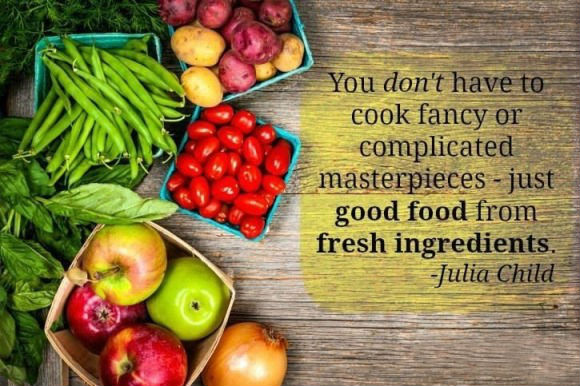 You don't have to
cook fancy or
complicated
masterpieces - just
good food from
fresh ingredients.
-Julia Child